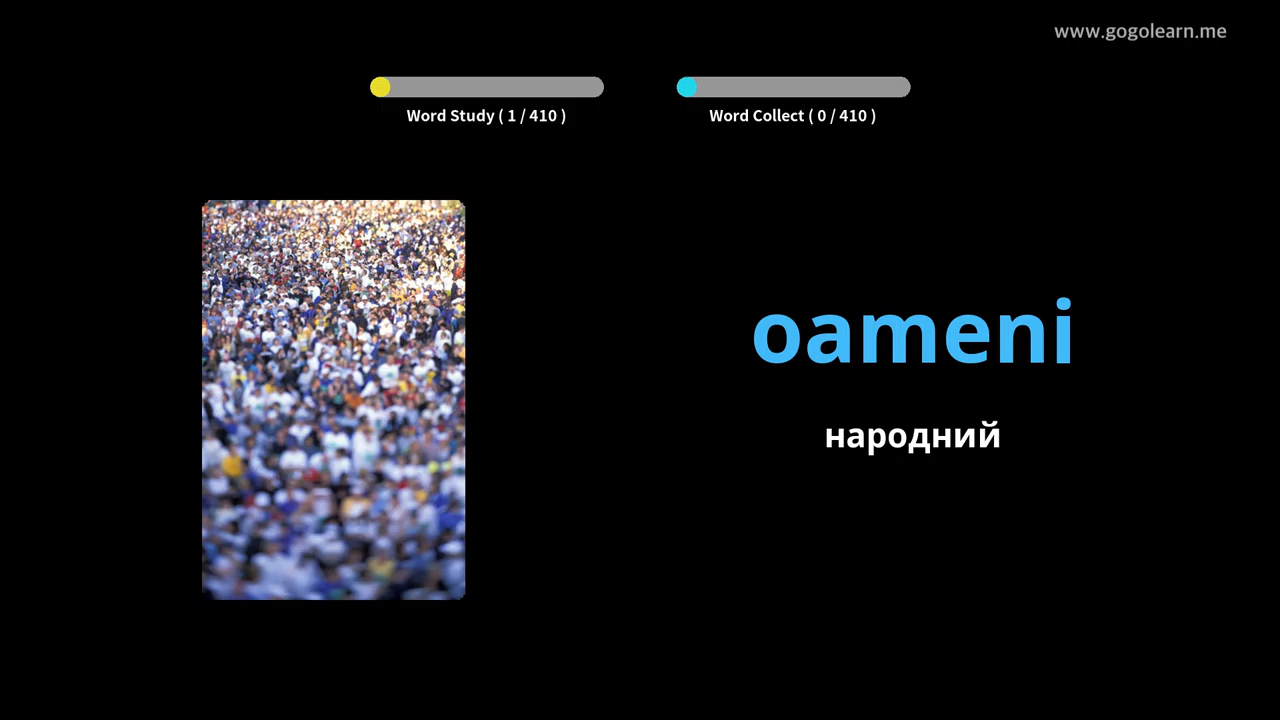 www.gogolearn.me
Word Study ( 1 / 410 )
Word Collect ( 0 / 410 )
oameni
народний